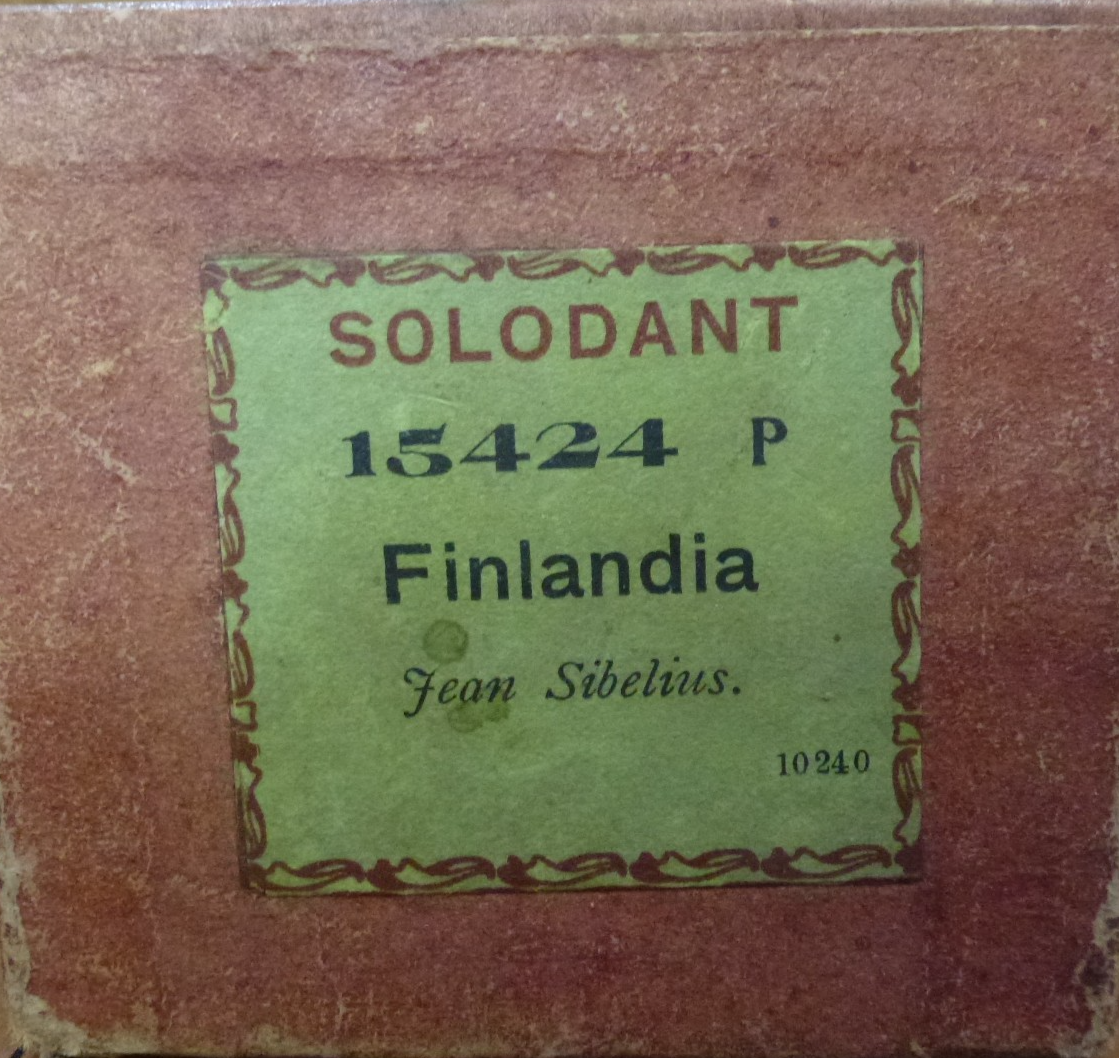 SOLODANT
15424 P
Finlandia
Jean Sibelius.
10240